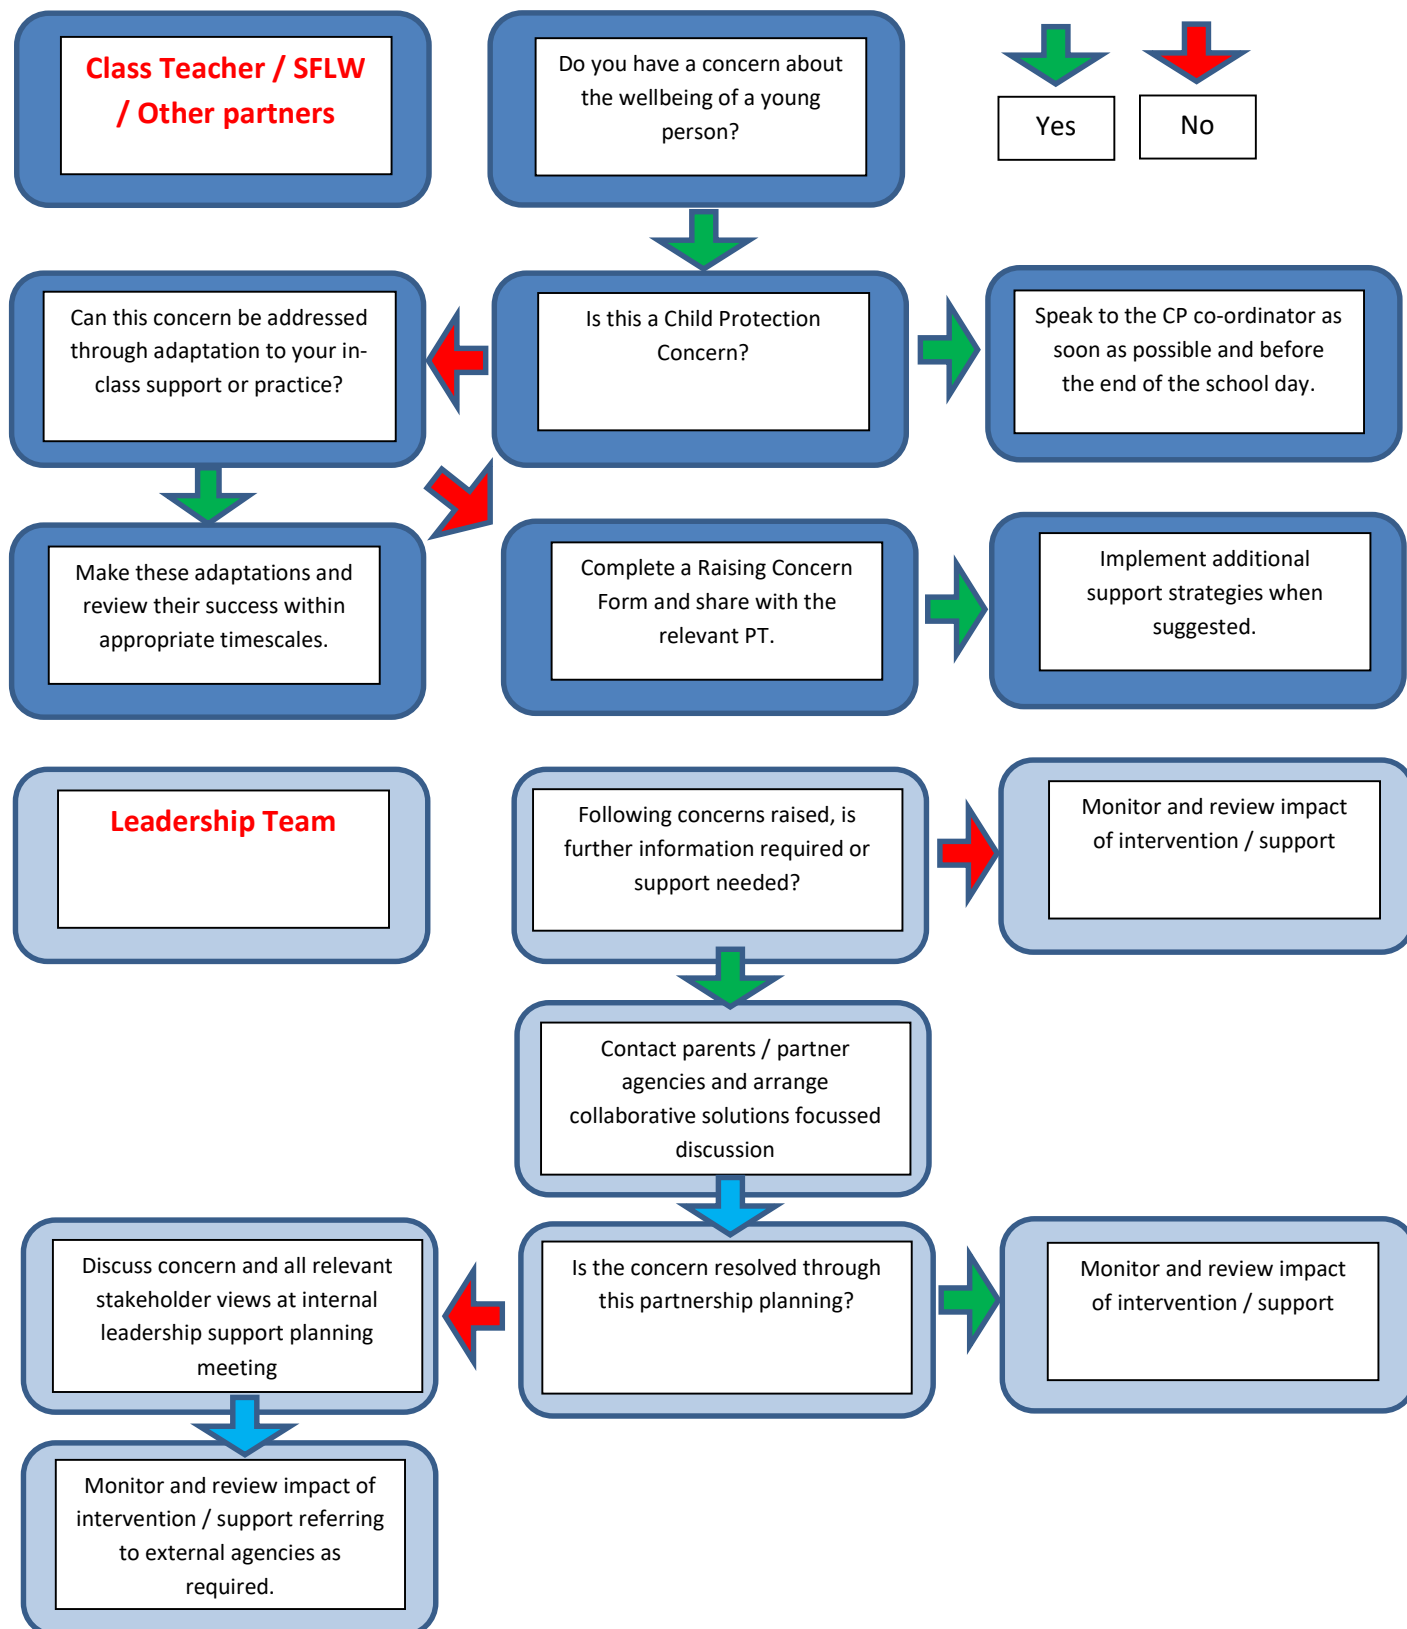 Class Teacher / SFLW
/ Other partners
Do you have a concern about
the wellbeing of a young
person?
Yes
No
Can this concern be addressed
through adaptation to your in-
class support or practice?
Is this a Child Protection
Concern?
Speak to the CP co-ordinator as
soon as possible and before
the end of the school day.
Make these adaptations and
review their success within
appropriate timescales.
Complete a Raising Concern
Form and share with the
relevant PT.
Implement additional
support strategies when
suggested.
Leadership Team
Following concerns raised, is
further information required or
support needed?
Monitor and review impact
of intervention / support
Contact parents / partner
agencies and arrange
collaborative solutions focussed
discussion
Discuss concern and all relevant
stakeholder views at internal
leadership support planning
meeting
Is the concern resolved through
this partnership planning?
Monitor and review impact
of intervention / support
Monitor and review impact of
intervention / support referring
to external agencies as
required.